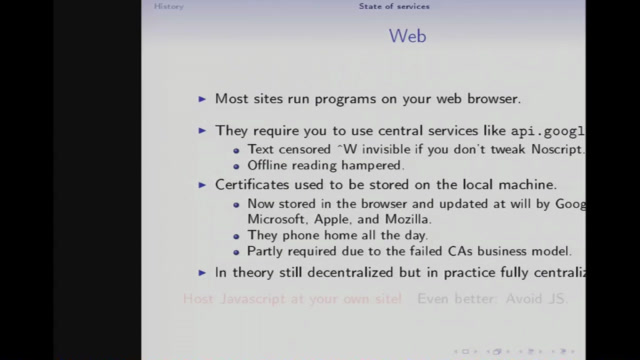 History
State of services
Web
Most sites run programs on your web browser.
They require you to use central services like api.googl
Text censored ^W invisible if you don't tweak Noscript.
Offline reading hampered.
Certificates used to be stored on the local machine.
Now stored in the browser and updated at will by Goog
Microsoft, Apple, and Mozilla.
They phone home all the day.
Partly required due to the failed CAs business model.
In theory still decentralized but in practice fully centraliz
Host Javascript at your own site! Even better: Avoid JS.